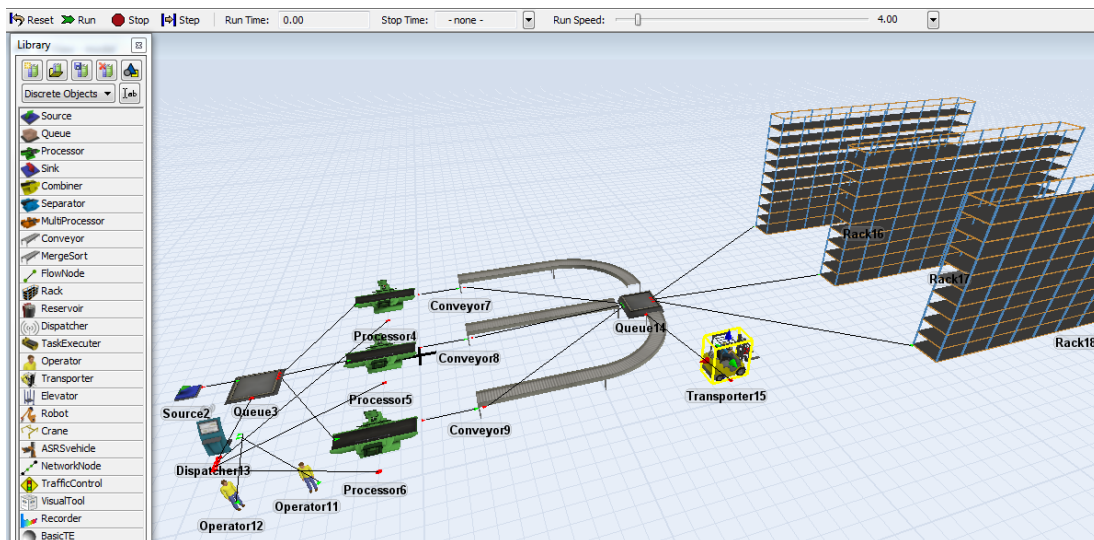 Reset Run Stop Step Run Time: 0.00 Stop Time: - none - Run Speed: 4.00
Library
Discrete Objects ab
Source
Queue
Processor
Sink
Combiner
Separator
MultiProcessor
Conveyor
MergeSort
FlowNode
Rack
Reservoir
Dispatcher
TaskExecuter
Operator
Transporter
Elevator
Robot
Crane
ASRSvehicle
NetworkNode
TrafficControl
VisualTool
Recorder
BasicTE
Rack16
Rack17
Rack18
Conveyor7
Queue14
Processor4
Conveyor8
Transporter15
Source2
Queue3
Processor5
Conveyor9
Dispatcher13
Processor6
Operator11
Operator12